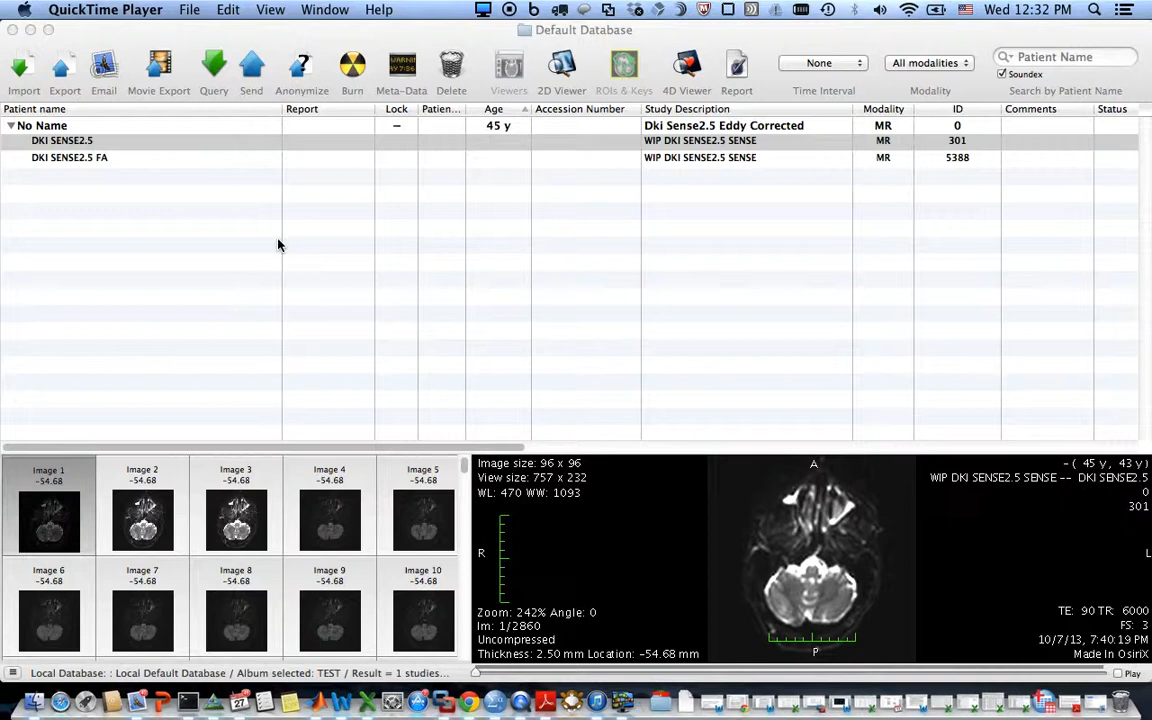 QuickTime Player File Edit View Window Help Wed 12:32 PM
Default Database
None All modalities Patient Name
Soundex
Import Export Email Movie Export Query Send Anonymize Burn Meta-Data Delete Viewers 2D Viewer ROIs & Keys 4D Viewer Report Time Interval Modality Search by Patient Name
Patient name Report Lock Patien... Age Accession Number Study Description Modality ID Comments Status
No Name – 45 y Dki Sense2.5 Eddy Corrected MR 0
DKI SENSE2.5 WIP DKI SENSE2.5 SENSE MR 301
DKI SENSE2.5 FA WIP DKI SENSE2.5 SENSE MR 5388
Image 1 Image 2 Image 3 Image 4 Image 5
-54.68 -54.68 -54.68 -54.68 -54.68
Image 6 Image 7 Image 8 Image 9 Image 10
-54.68 -54.68 -54.68 -54.68 -54.68
Image size: 96 x 96
View size: 757 x 232
WL: 470 WW: 1093
A
- ( 45 y, 43 y)
WIP DKI SENSE2.5 SENSE -- DKI SENSE2.5
0
301
R
L
Zoom: 242% Angle: 0
Im: 1/2860
Uncompressed
Thickness: 2.50 mm Location: -54.68 mm
P
TE: 90 TR: 6000
FS: 3
10/7/13, 7:40:19 PM
Made In OsiriX
Local Database: : Local Default Database / Album selected: TEST / Result = 1 studies... Play
27